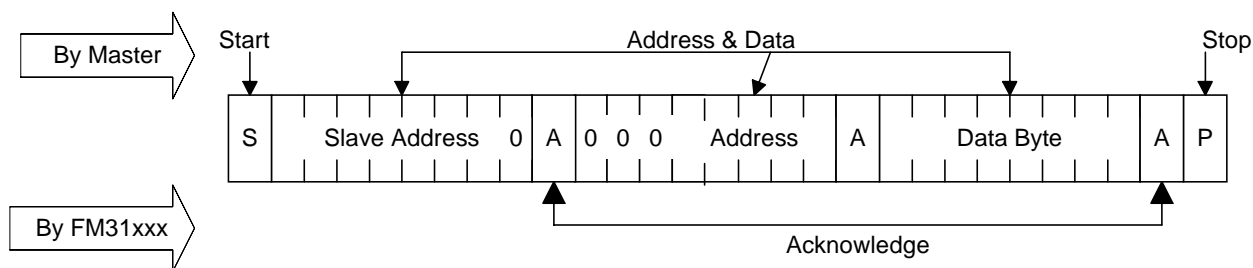 By Master
Start
Address & Data
Stop
S Slave Address 0 A 0 0 0 Address A Data Byte A P
By FM31xxx
Acknowledge